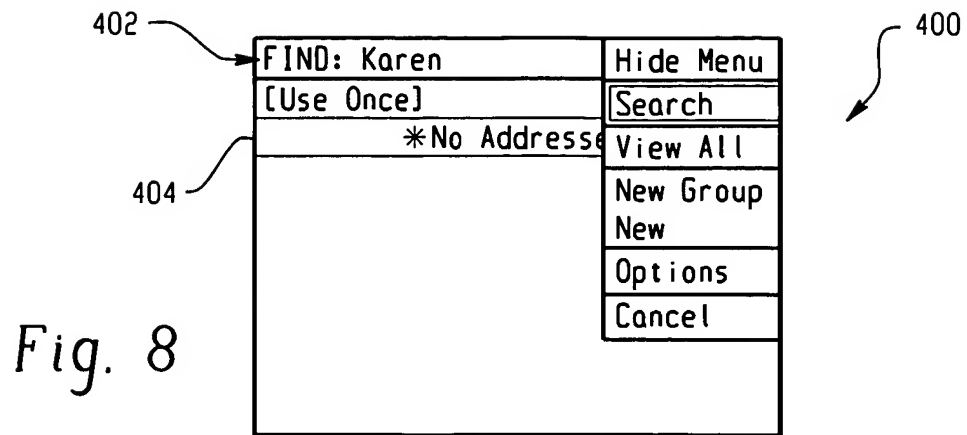 402
400
FIND: Karen
Hide Menu
[Use Once]
Search
*No Addresse
View All
404
New Group
New
Options
Cancel
Fig. 8